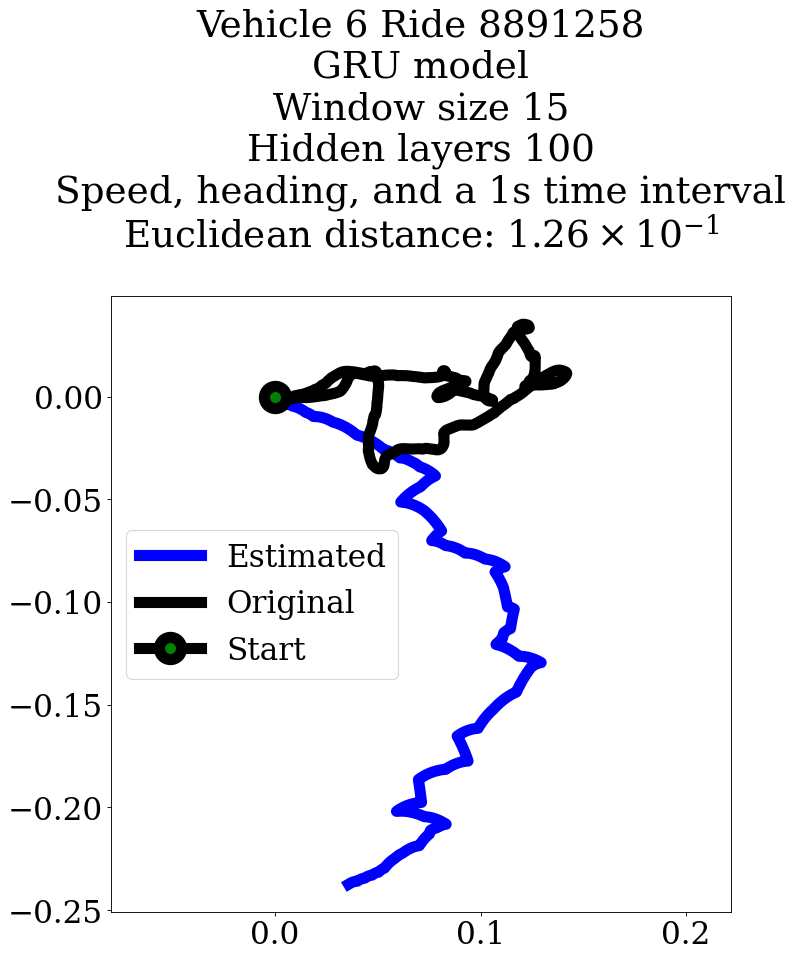 Vehicle 6 Ride 8891258
GRU model
Window size 15
Hidden layers 100
Speed, heading, and a 1s time interval
Euclidean distance: 1.26 × 10⁻¹
0.00
−0.05
−0.10
−0.15
−0.20
−0.25
Estimated
Original
Start
0.0 0.1 0.2